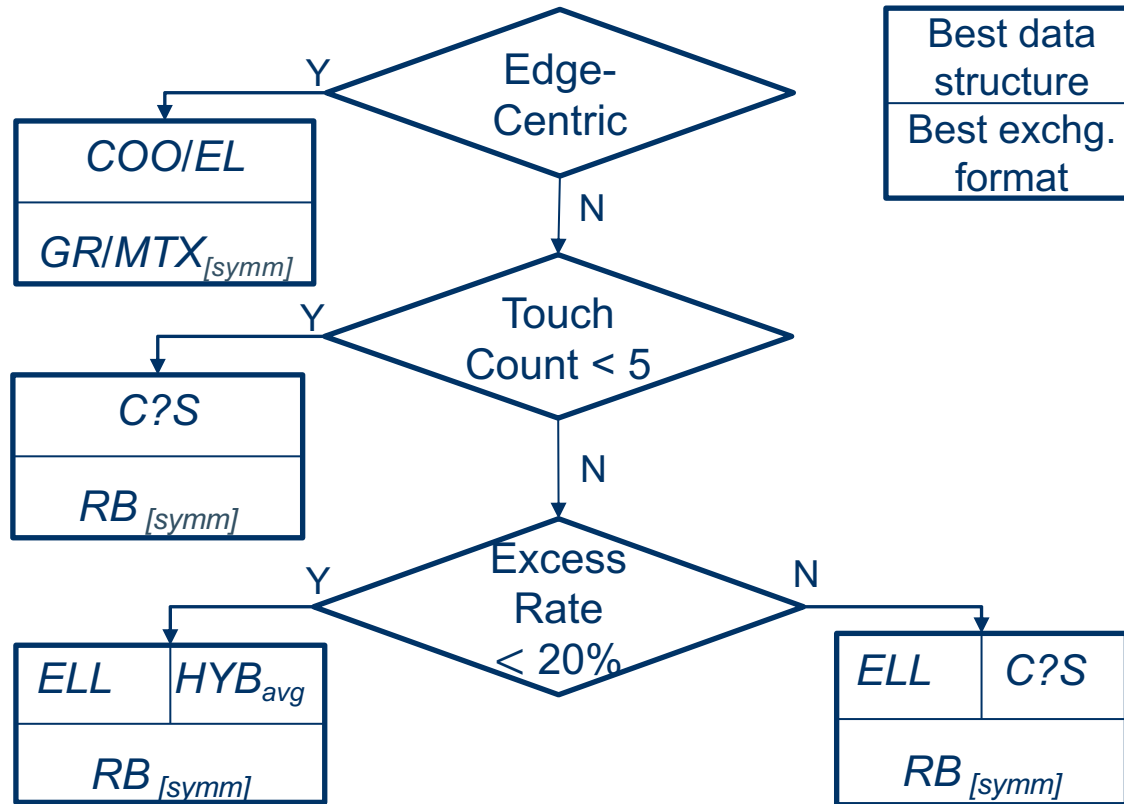 Edge-
Centric
Y
N
Best data
structure
Best exchg.
format
COO/EL
GR/MTX[symm]
Touch
Count < 5
Y
N
C?S
RB [symm]
Excess
Rate
< 20%
Y
N
ELL
HYBavg
RB [symm]
ELL
C?S
RB [symm]